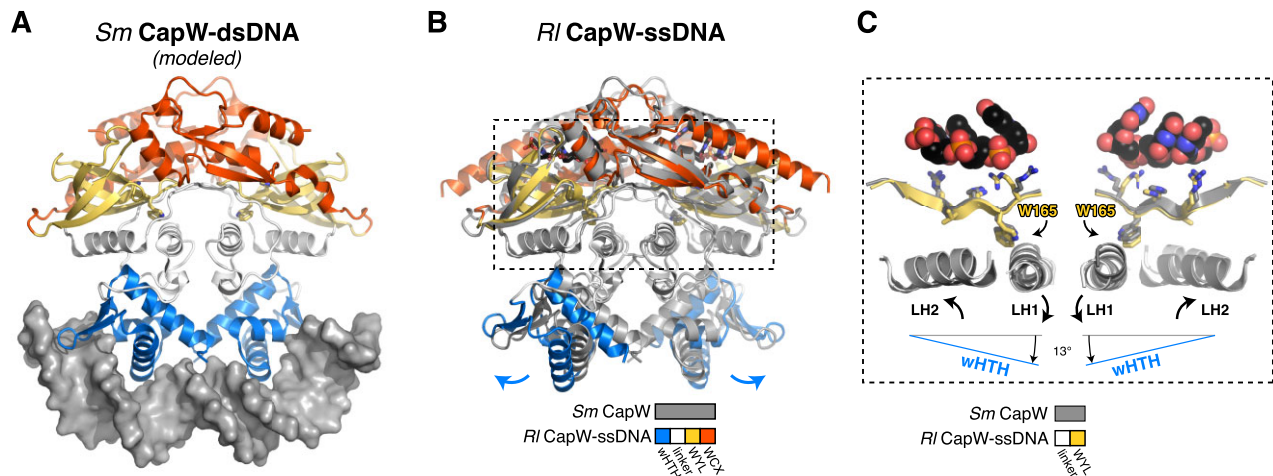 A
Sm CapW-dsDNA
(modeled)
B
Rl CapW-ssDNA
Sm CapW
Rl CapW-ssDNA
wHTH
linker
WYL
WCX
C
W165 W165
LH2 LH1 LH1 LH2
wHTH 13° wHTH
Sm CapW
Rl CapW-ssDNA
linker
WYL